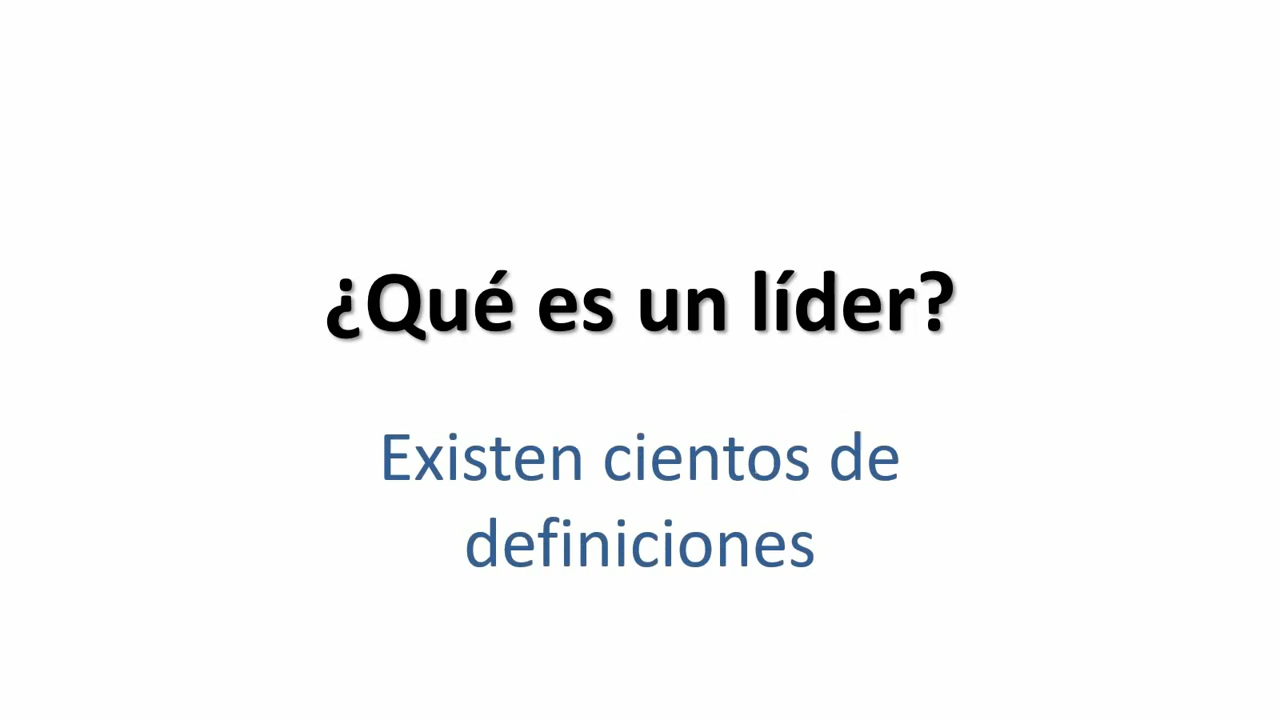 ¿Qué es un líder?
Existen cientos de
definiciones